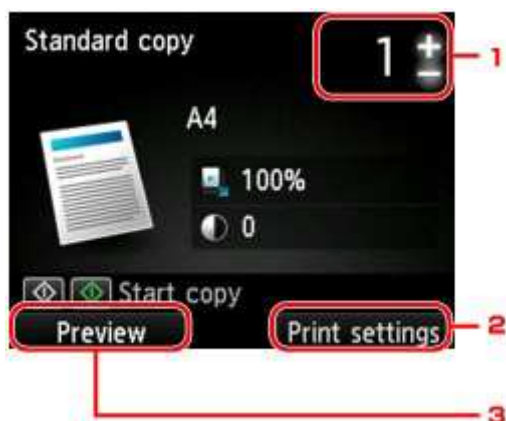 Standard copy 1 + −
1
A4
100%
0
Start copy
Preview Print settings
2
3